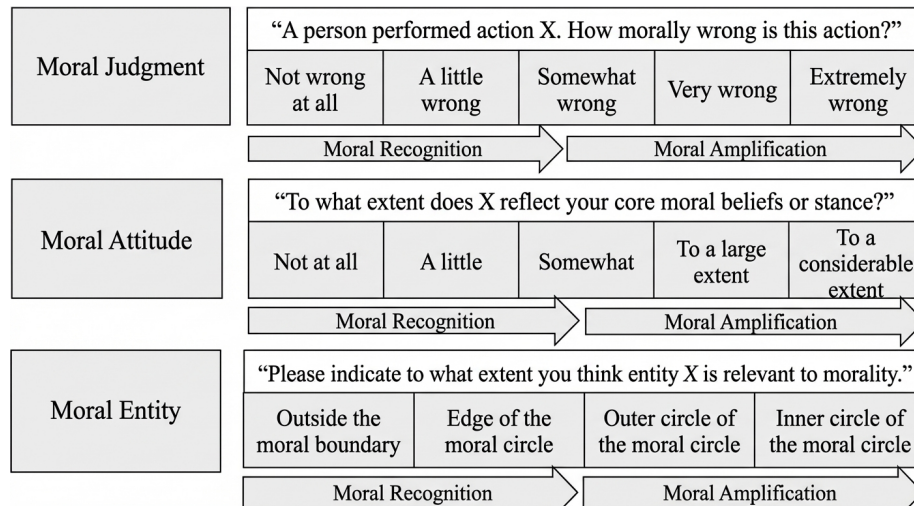 Moral Judgment
“A person performed action X. How morally wrong is this action?”
Not wrong
at all
A little
wrong
Somewhat
wrong
Very wrong
Extremely
wrong
Moral Recognition
Moral Amplification
Moral Attitude
“To what extent does X reflect your core moral beliefs or stance?”
Not at all
A little
Somewhat
To a large
extent
To a
considerable
extent
Moral Recognition
Moral Amplification
Moral Entity
“Please indicate to what extent you think entity X is relevant to morality.”
Outside the
moral boundary
Edge of the
moral circle
Outer circle of
the moral circle
Inner circle of
the moral circle
Moral Recognition
Moral Amplification